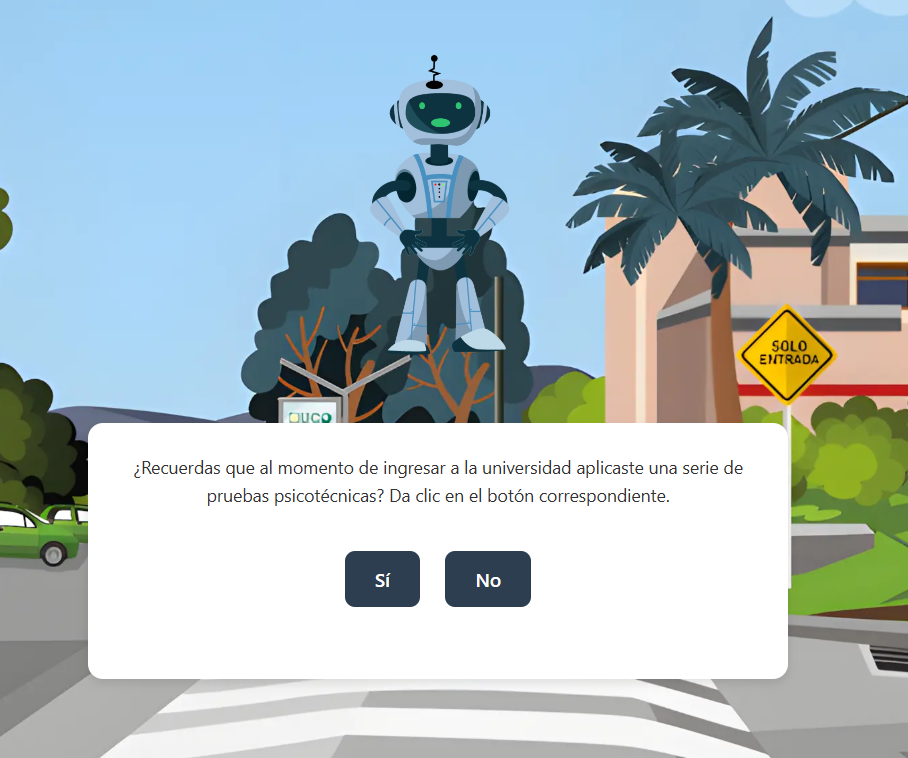 SOLO
ENTRADA
UCO
¿Recuerdas que al momento de ingresar a la universidad aplicaste una serie de
pruebas psicotécnicas? Da clic en el botón correspondiente.
Sí
No